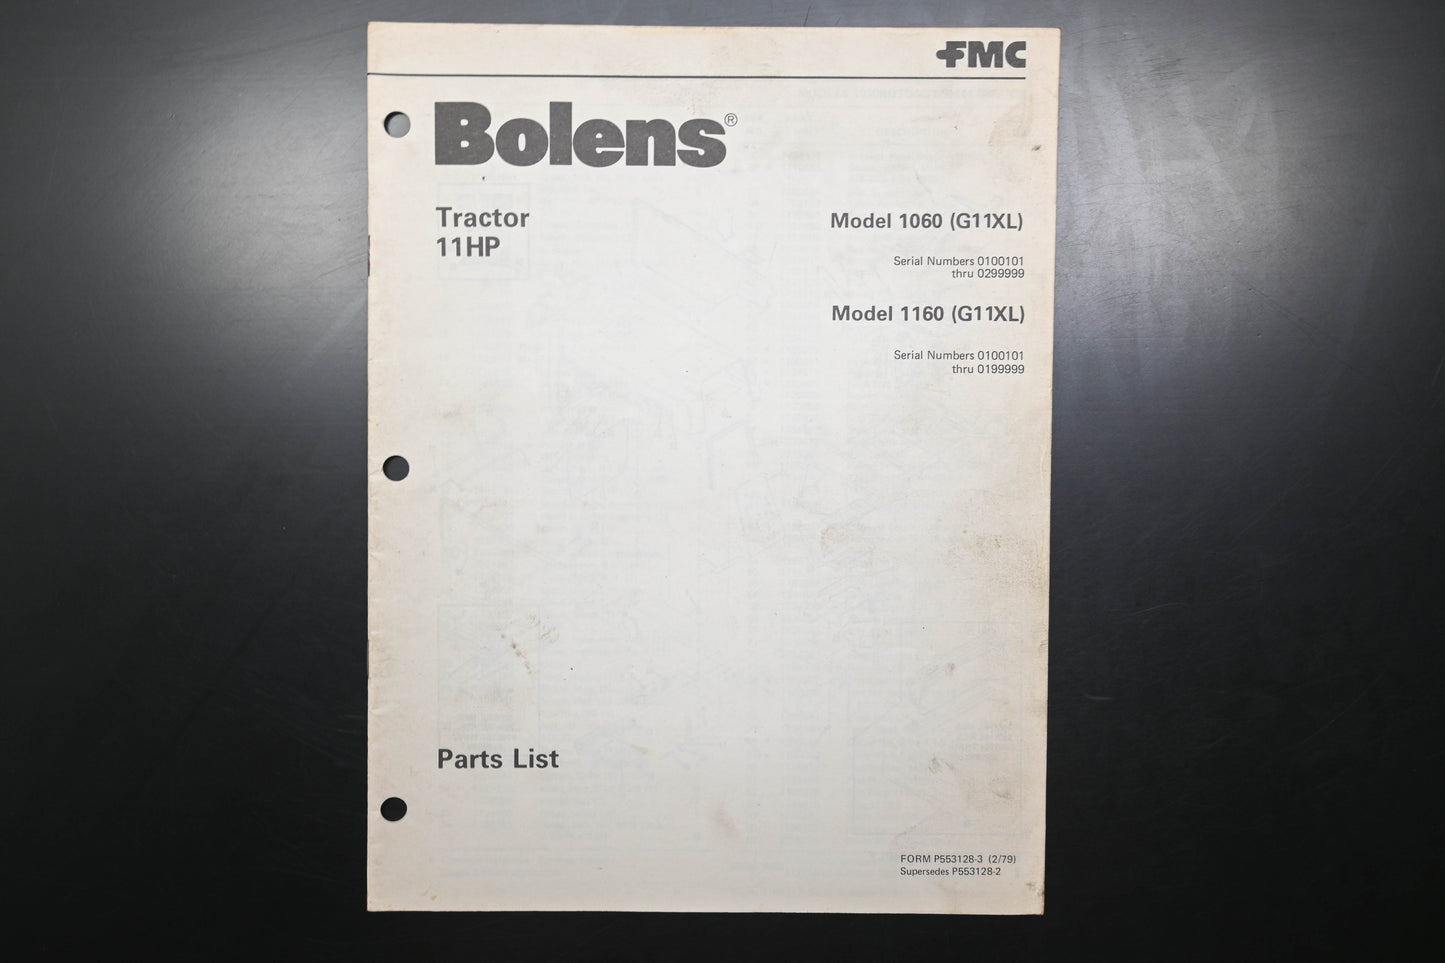 FMC
Bolens®
Tractor
11HP
Model 1060 (G11XL)
Serial Numbers 0100101
thru 0299999
Model 1160 (G11XL)
Serial Numbers 0100101
thru 0199999
Parts List
FORM P553128-3 (2/79)
Supersedes P553128-2